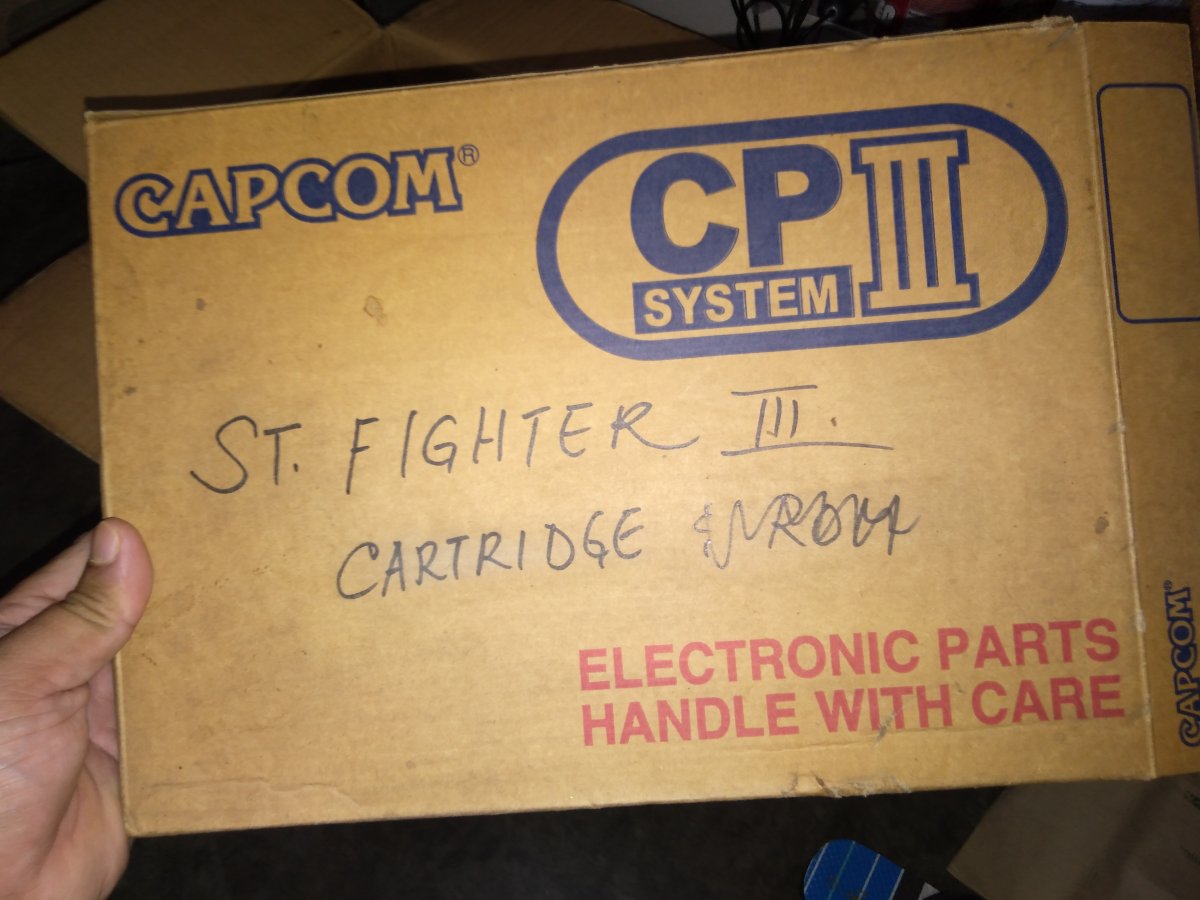 CAPCOM®
CP SYSTEM III
ST. FIGHTER III.
CARTRIDGE
ELECTRONIC PARTS
HANDLE WITH CARE
CAPCOM®